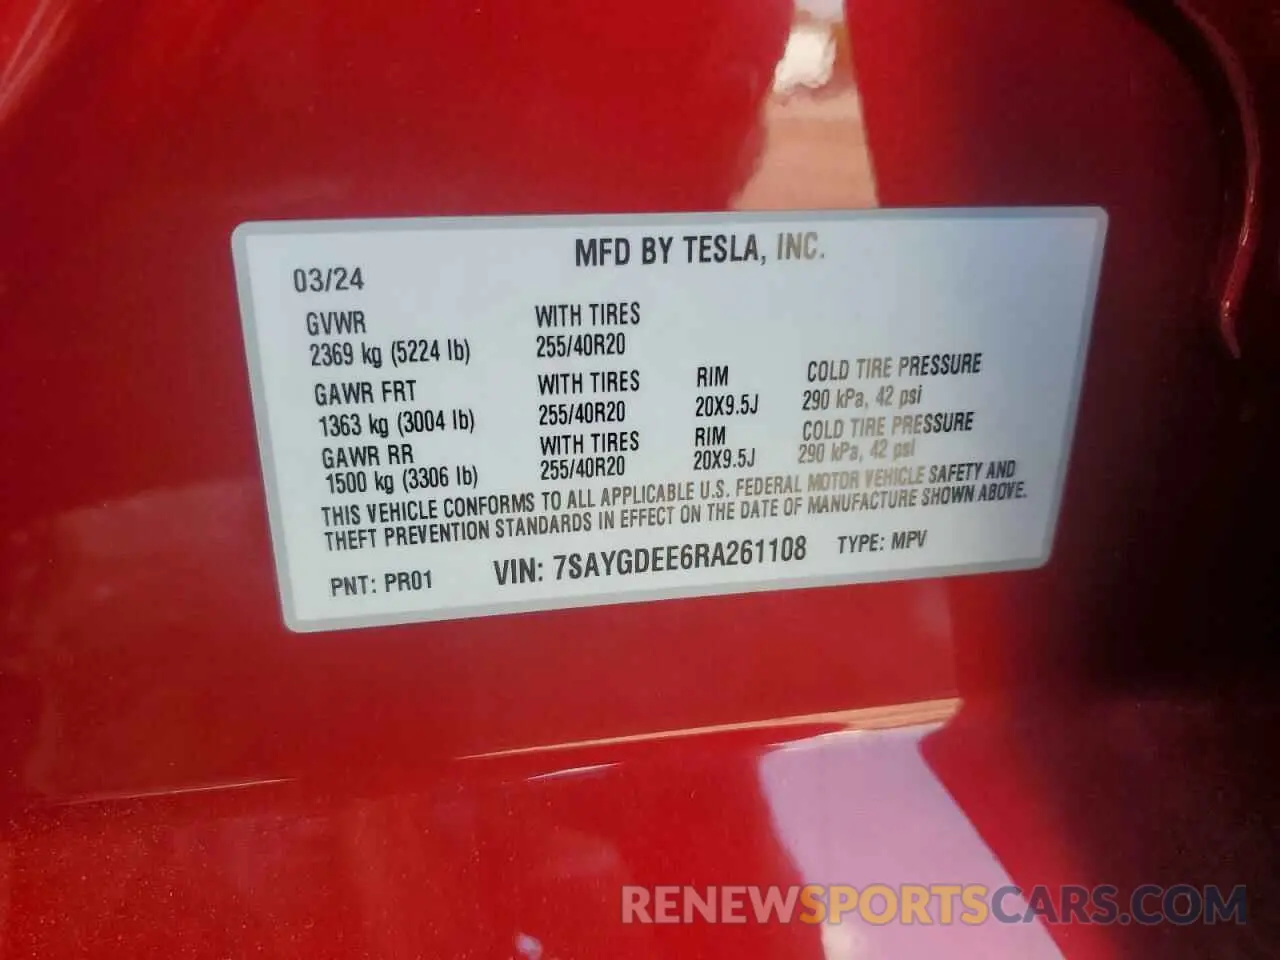 MFD BY TESLA, INC.
03/24
GVWR WITH TIRES
2369 kg (5224 lb) 255/40R20
GAWR FRT WITH TIRES RIM COLD TIRE PRESSURE
1363 kg (3004 lb) 255/40R20 20X9.5J 290 kPa, 42 psi
GAWR RR WITH TIRES RIM COLD TIRE PRESSURE
1500 kg (3306 lb) 255/40R20 20X9.5J 290 kPa, 42 psi
THIS VEHICLE CONFORMS TO ALL APPLICABLE U.S. FEDERAL MOTOR VEHICLE SAFETY AND
THEFT PREVENTION STANDARDS IN EFFECT ON THE DATE OF MANUFACTURE SHOWN ABOVE.
PNT: PR01 VIN: 7SAYGDEE6RA261108 TYPE: MPV
RENEWSPORTSCARS.COM